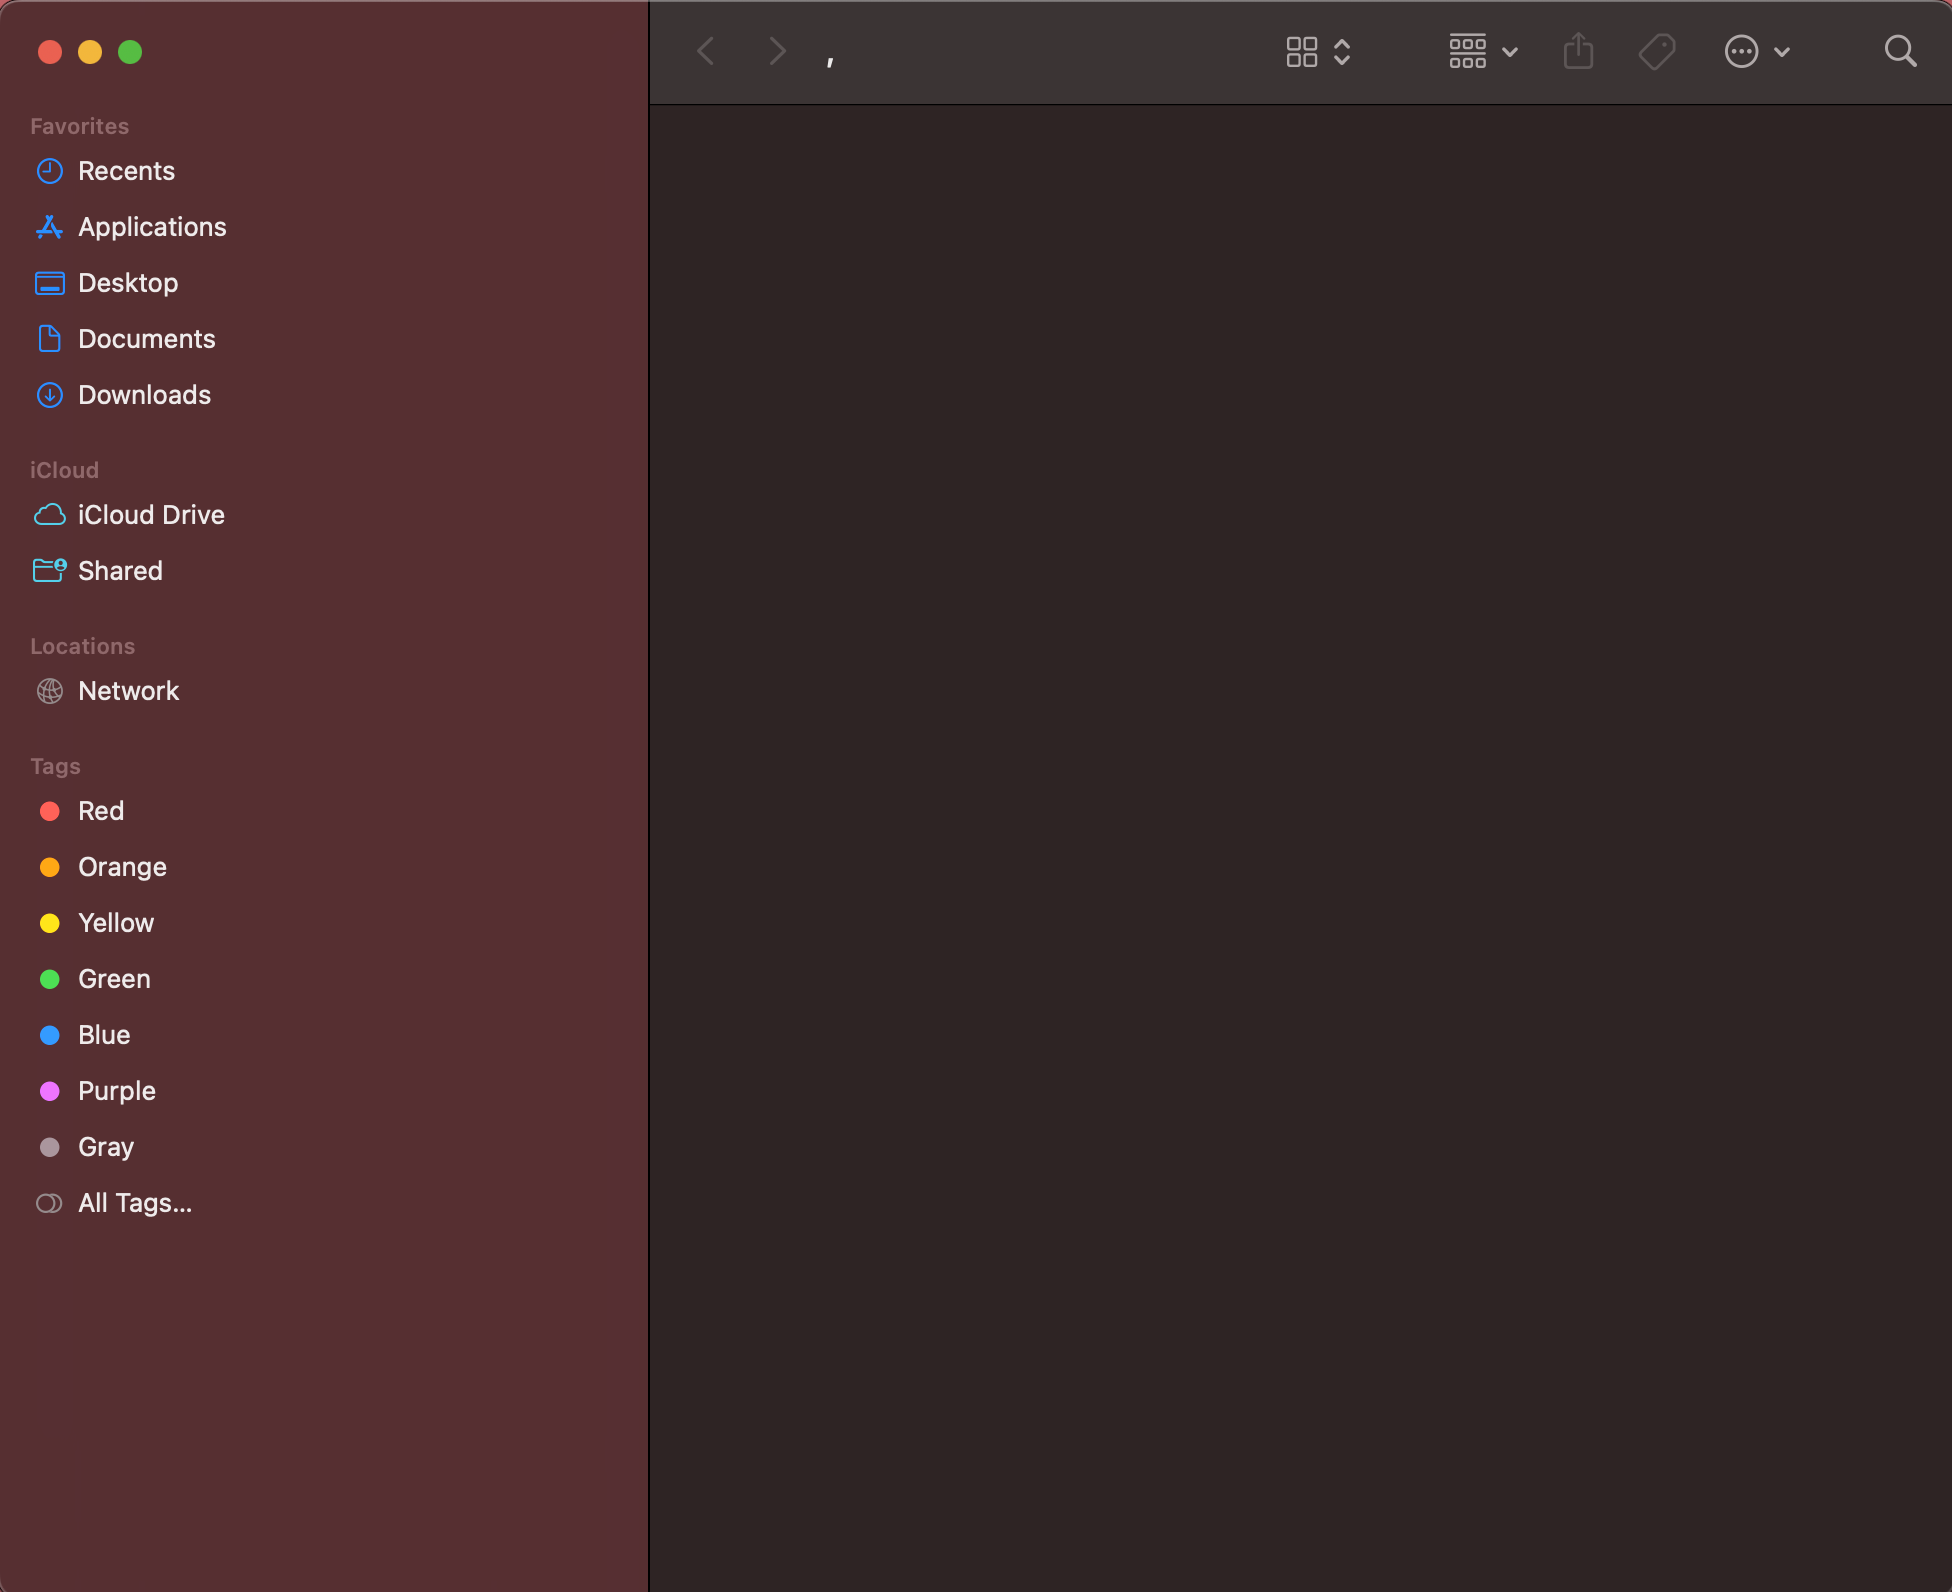 ,
Favorites
Recents
Applications
Desktop
Documents
Downloads
iCloud
iCloud Drive
Shared
Locations
Network
Tags
Red
Orange
Yellow
Green
Blue
Purple
Gray
All Tags...